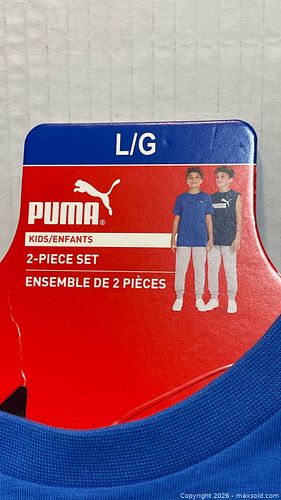 L/G
PUMA®
KIDS/ENFANTS
2-PIECE SET
ENSEMBLE DE 2 PIÈCES
Copyright 2026 - maxsold.com